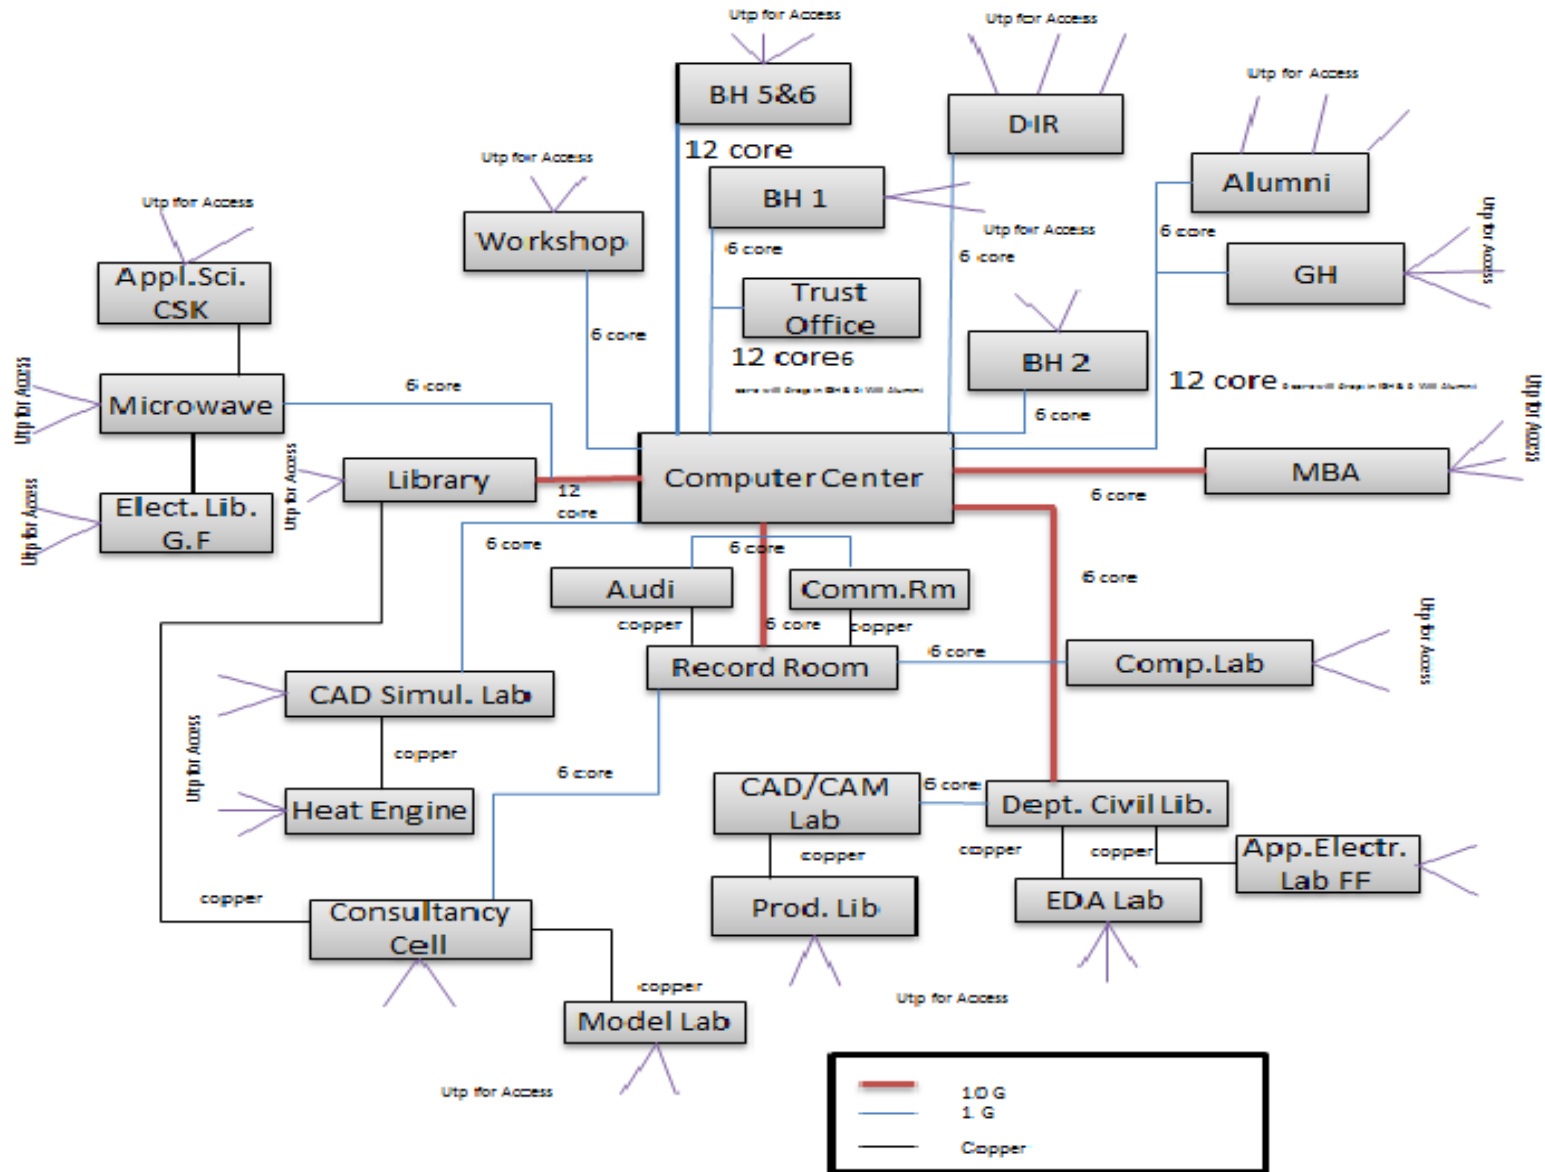 Utp for Access
Utp for Access
BH 5&6
DIR
Utp for Access
12 core
Utp for Access
BH 1
Alumni
Utp for Access
Workshop
Utp for Access
6 core
6 core
6 core
Utp for Access
Appl.Sci.
CSK
GH
Trust
Office
6 core
12 core6
BH 2
12 core
Utp for Access
Microwave
6 core
Utp for Access
6 core
Library
Utp for Access
Computer Center
MBA
12
core
6 core
Elect. Lib.
G.F
Utp for Access
6 core
6 core
Audi
Comm.Rm
6 core
copper
6 core
copper
Record Room
6 core
Comp.Lab
Utp for Access
CAD Simul. Lab
Utp for Access
copper
6 core
Heat Engine
CAD/CAM
Lab
6 core
Dept. Civil Lib.
copper
copper
copper
App.Electr.
Lab FF
copper
Consultancy
Cell
Prod. Lib
EDA Lab
copper
Utp for Access
Model Lab
Utp for Access
10 G
1 G
Copper